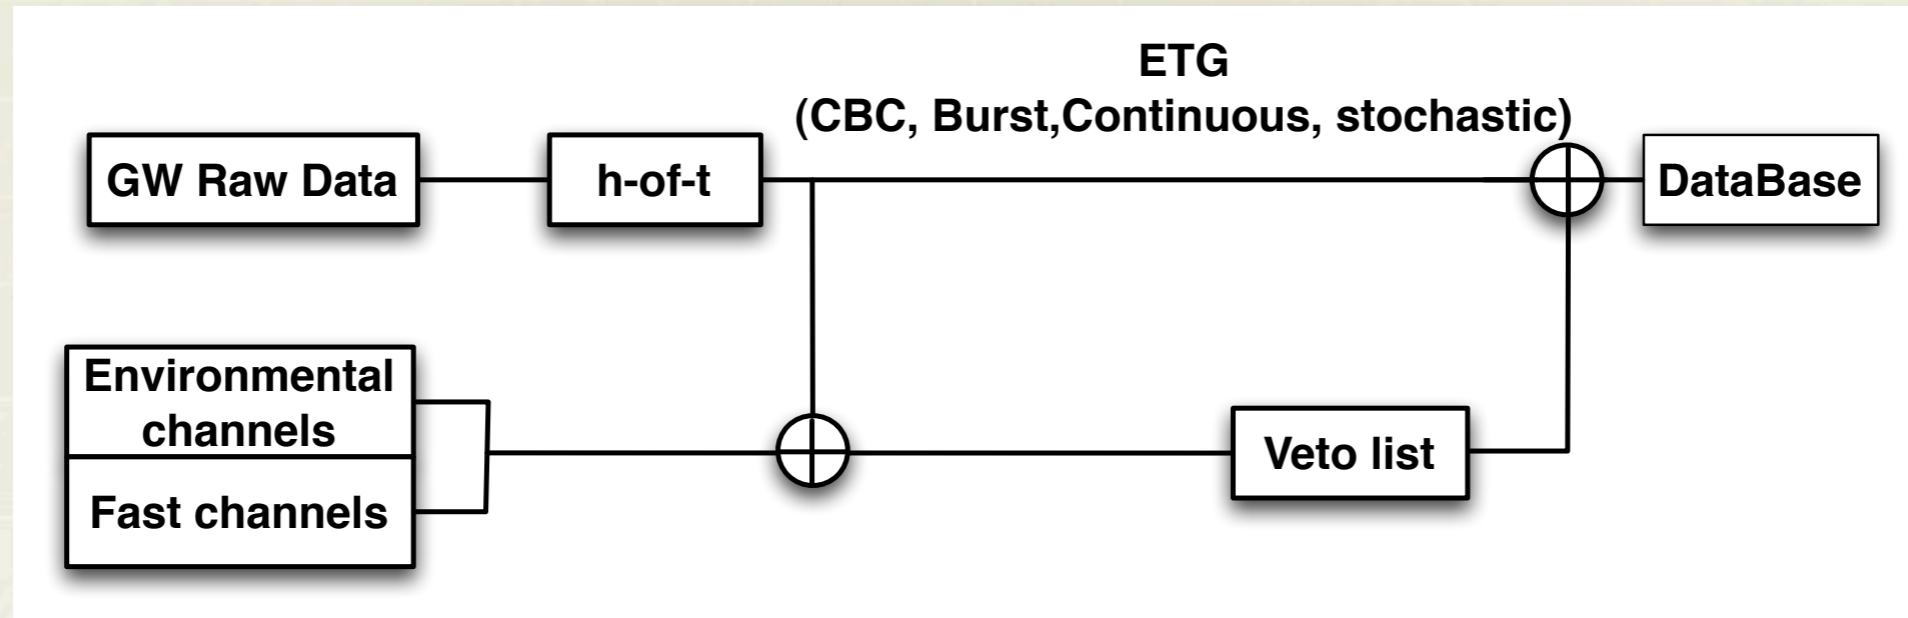 ETG
(CBC, Burst,Continuous, stochastic)
GW Raw Data
h-of-t
DataBase
Environmental
channels
Fast channels
Veto list